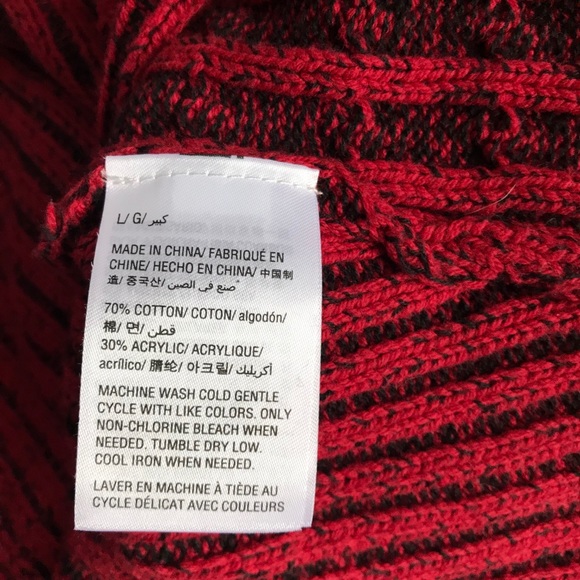 L/ G/ كبير
MADE IN CHINA/ FABRIQUÉ EN
CHINE/ HECHO EN CHINA/ 中国制
造/ 중국산/ صنع في الصين
70% COTTON/ COTON/ algodón/
棉/ 면/ قطن
30% ACRYLIC/ ACRYLIQUE/
acrílico/ 腈纶/ 아크릴/ أكريليك
MACHINE WASH COLD GENTLE
CYCLE WITH LIKE COLORS. ONLY
NON-CHLORINE BLEACH WHEN
NEEDED. TUMBLE DRY LOW.
COOL IRON WHEN NEEDED.
LAVER EN MACHINE À TIÈDE AU
CYCLE DÉLICAT AVEC COULEURS